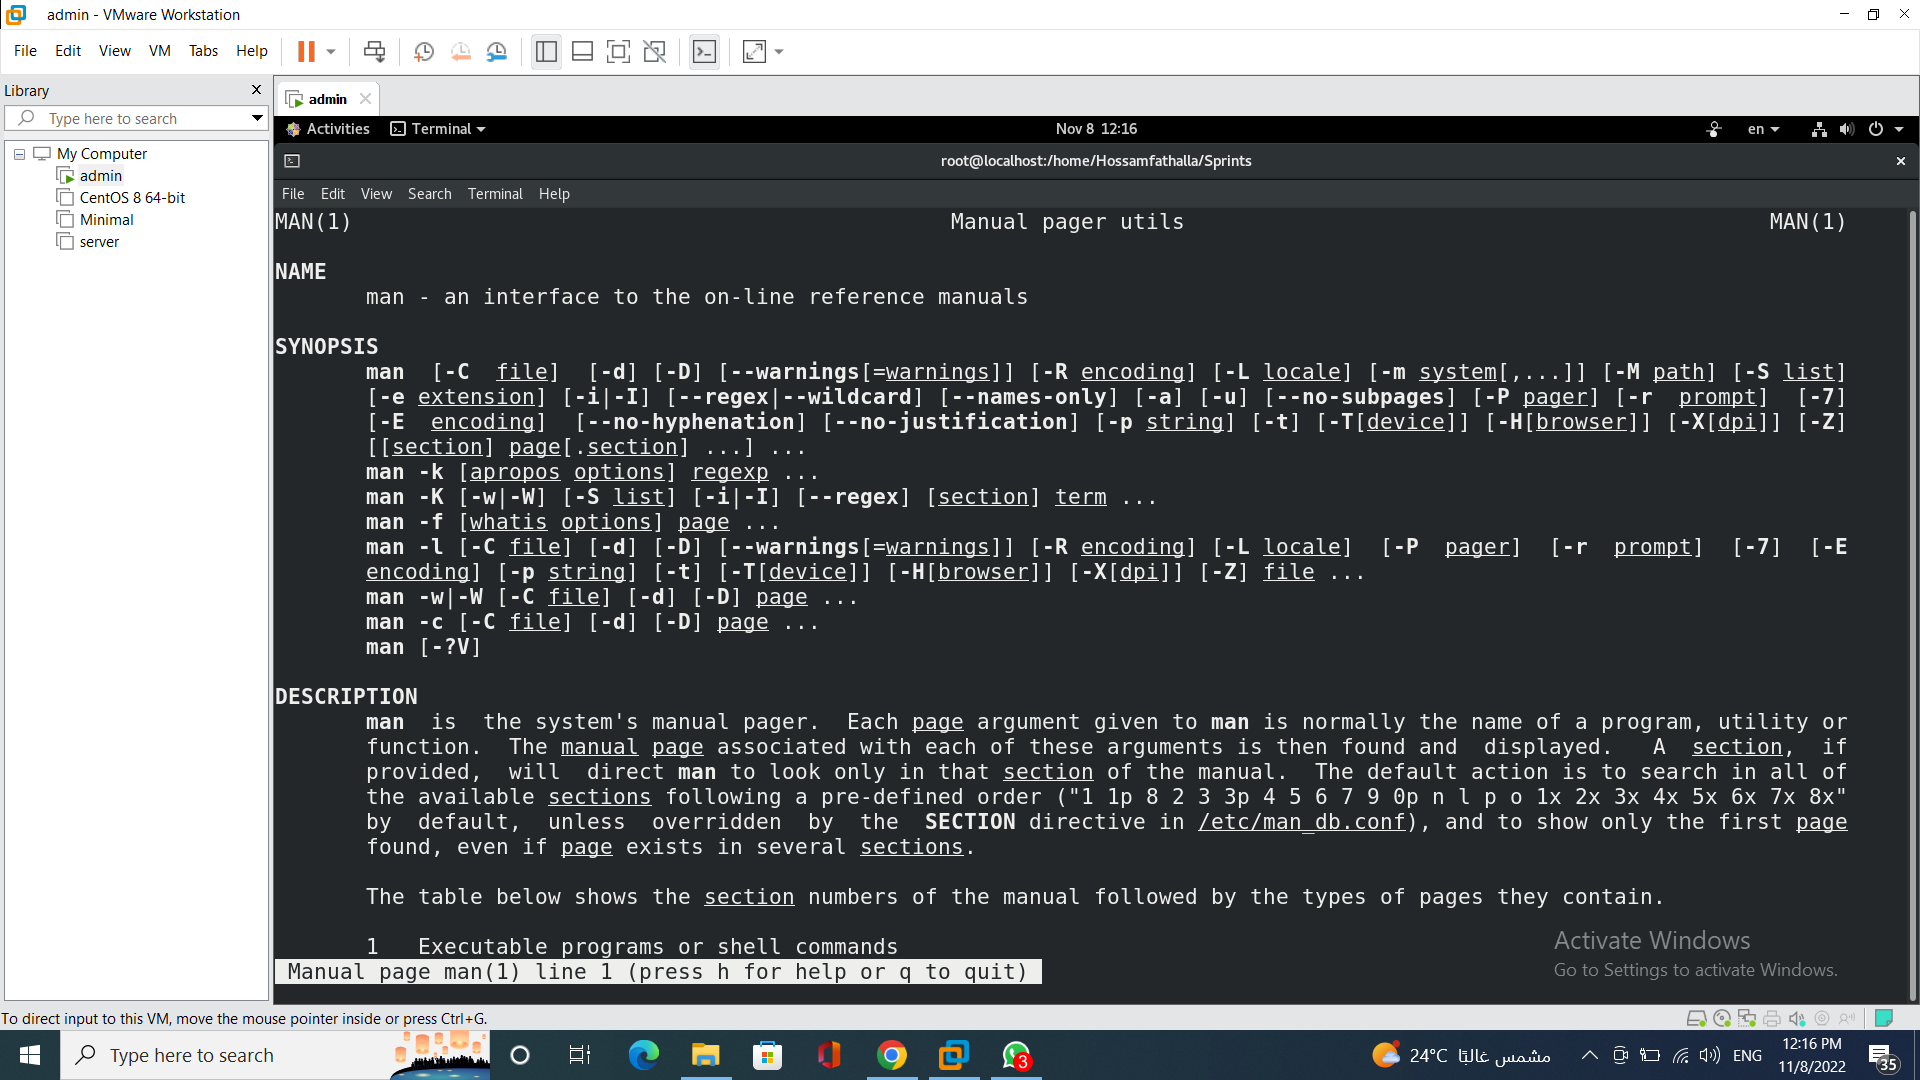 admin - VMware Workstation
File Edit View VM Tabs Help
Library
Type here to search
My Computer
admin
CentOS 8 64-bit
Minimal
server
admin
Activities Terminal Nov 8 12:16 en
root@localhost:/home/Hossamfathalla/Sprints
File Edit View Search Terminal Help
MAN(1) Manual pager utils MAN(1)
NAME
man - an interface to the on-line reference manuals
SYNOPSIS
man [-C file] [-d] [-D] [--warnings[=warnings]] [-R encoding] [-L locale] [-m system[,...]] [-M path] [-S list]
[-e extension] [-i|-I] [--regex|--wildcard] [--names-only] [-a] [-u] [--no-subpages] [-P pager] [-r prompt] [-7]
[-E encoding] [--no-hyphenation] [--no-justification] [-p string] [-t] [-T[device]] [-H[browser]] [-X[dpi]] [-Z]
[[section] page[.section] ...] ...
man -k [apropos options] regexp ...
man -K [-w|-W] [-S list] [-i|-I] [--regex] [section] term ...
man -f [whatis options] page ...
man -l [-C file] [-d] [-D] [--warnings[=warnings]] [-R encoding] [-L locale] [-P pager] [-r prompt] [-7] [-E
encoding] [-p string] [-t] [-T[device]] [-H[browser]] [-X[dpi]] [-Z] file ...
man -w|-W [-C file] [-d] [-D] page ...
man -c [-C file] [-d] [-D] page ...
man [-?V]
DESCRIPTION
man is the system's manual pager. Each page argument given to man is normally the name of a program, utility or
function. The manual page associated with each of these arguments is then found and displayed. A section, if
provided, will direct man to look only in that section of the manual. The default action is to search in all of
the available sections following a pre-defined order ("1 1p 8 2 3 3p 4 5 6 7 9 0p n l p o 1x 2x 3x 4x 5x 6x 7x 8x"
by default, unless overridden by the SECTION directive in /etc/man_db.conf), and to show only the first page
found, even if page exists in several sections.
The table below shows the section numbers of the manual followed by the types of pages they contain.
1 Executable programs or shell commands
Manual page man(1) line 1 (press h for help or q to quit)
Activate Windows
Go to Settings to activate Windows.
To direct input to this VM, move the mouse pointer inside or press Ctrl+G.
Type here to search
3
24°C مشمس غالبًا
ENG
12:16 PM
11/8/2022
35